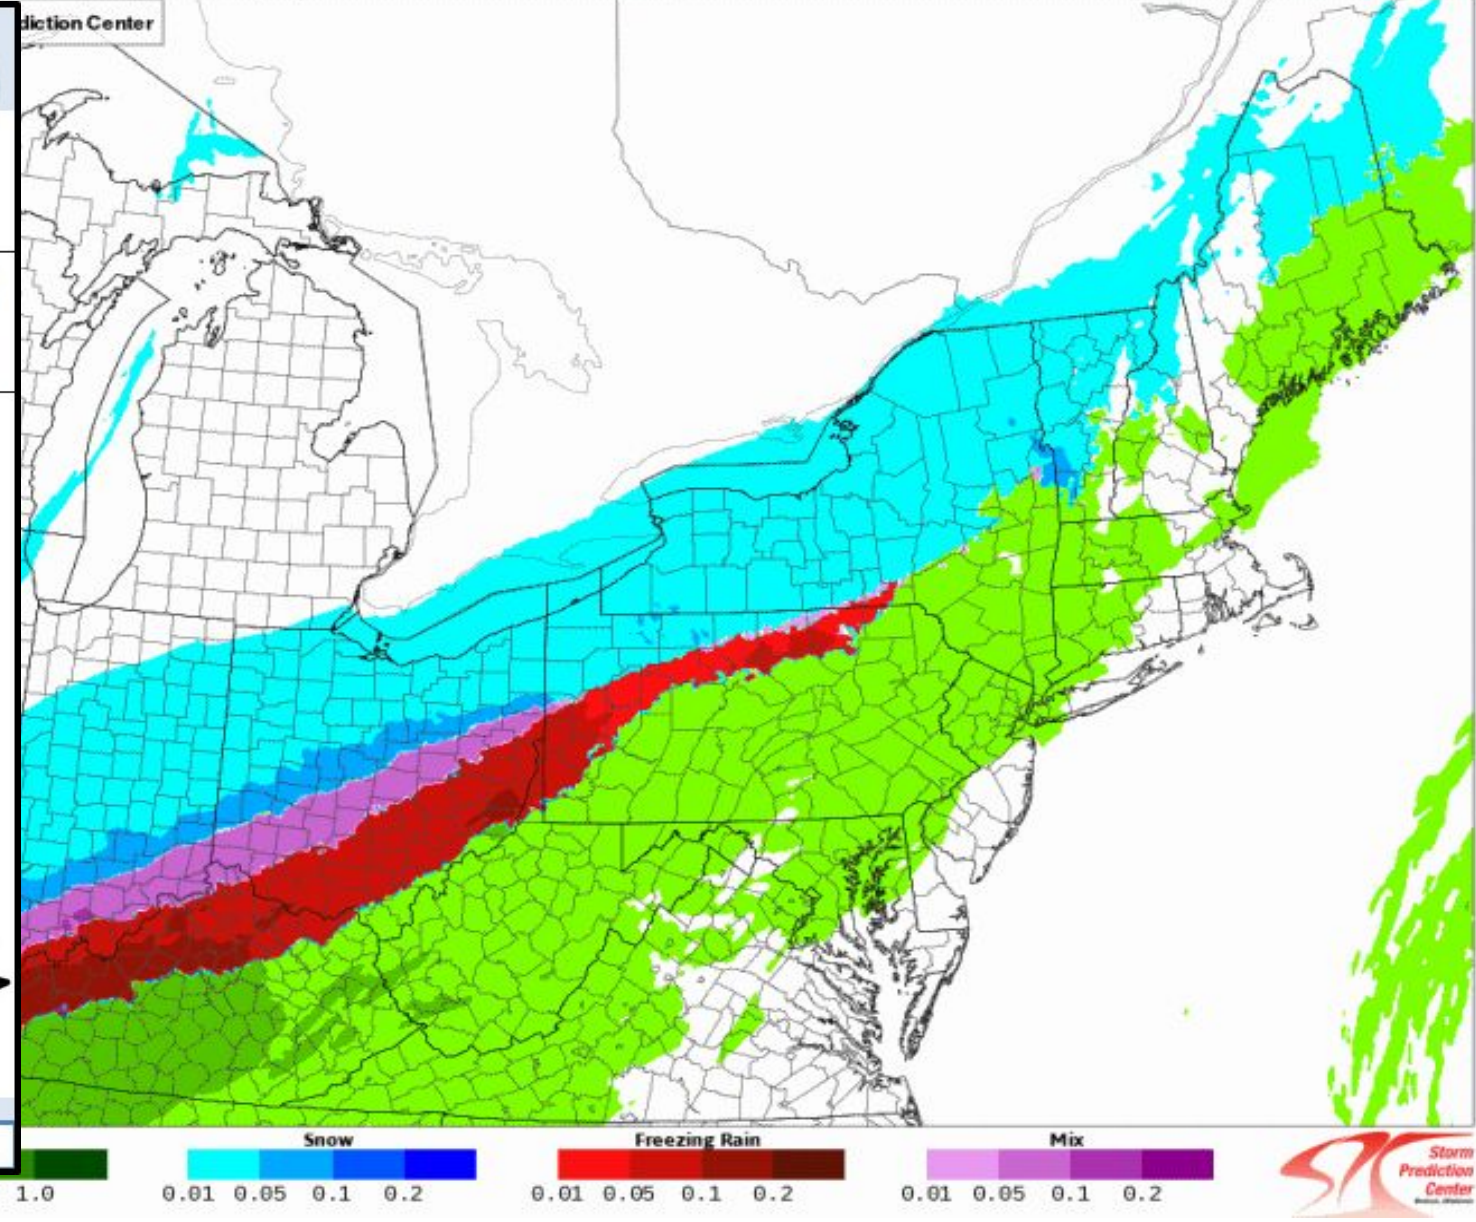 diction Center
Snow Freezing Rain Mix
1.0 0.01 0.05 0.1 0.2 0.01 0.05 0.1 0.2 0.01 0.05 0.1 0.2
Storm
Prediction
Center